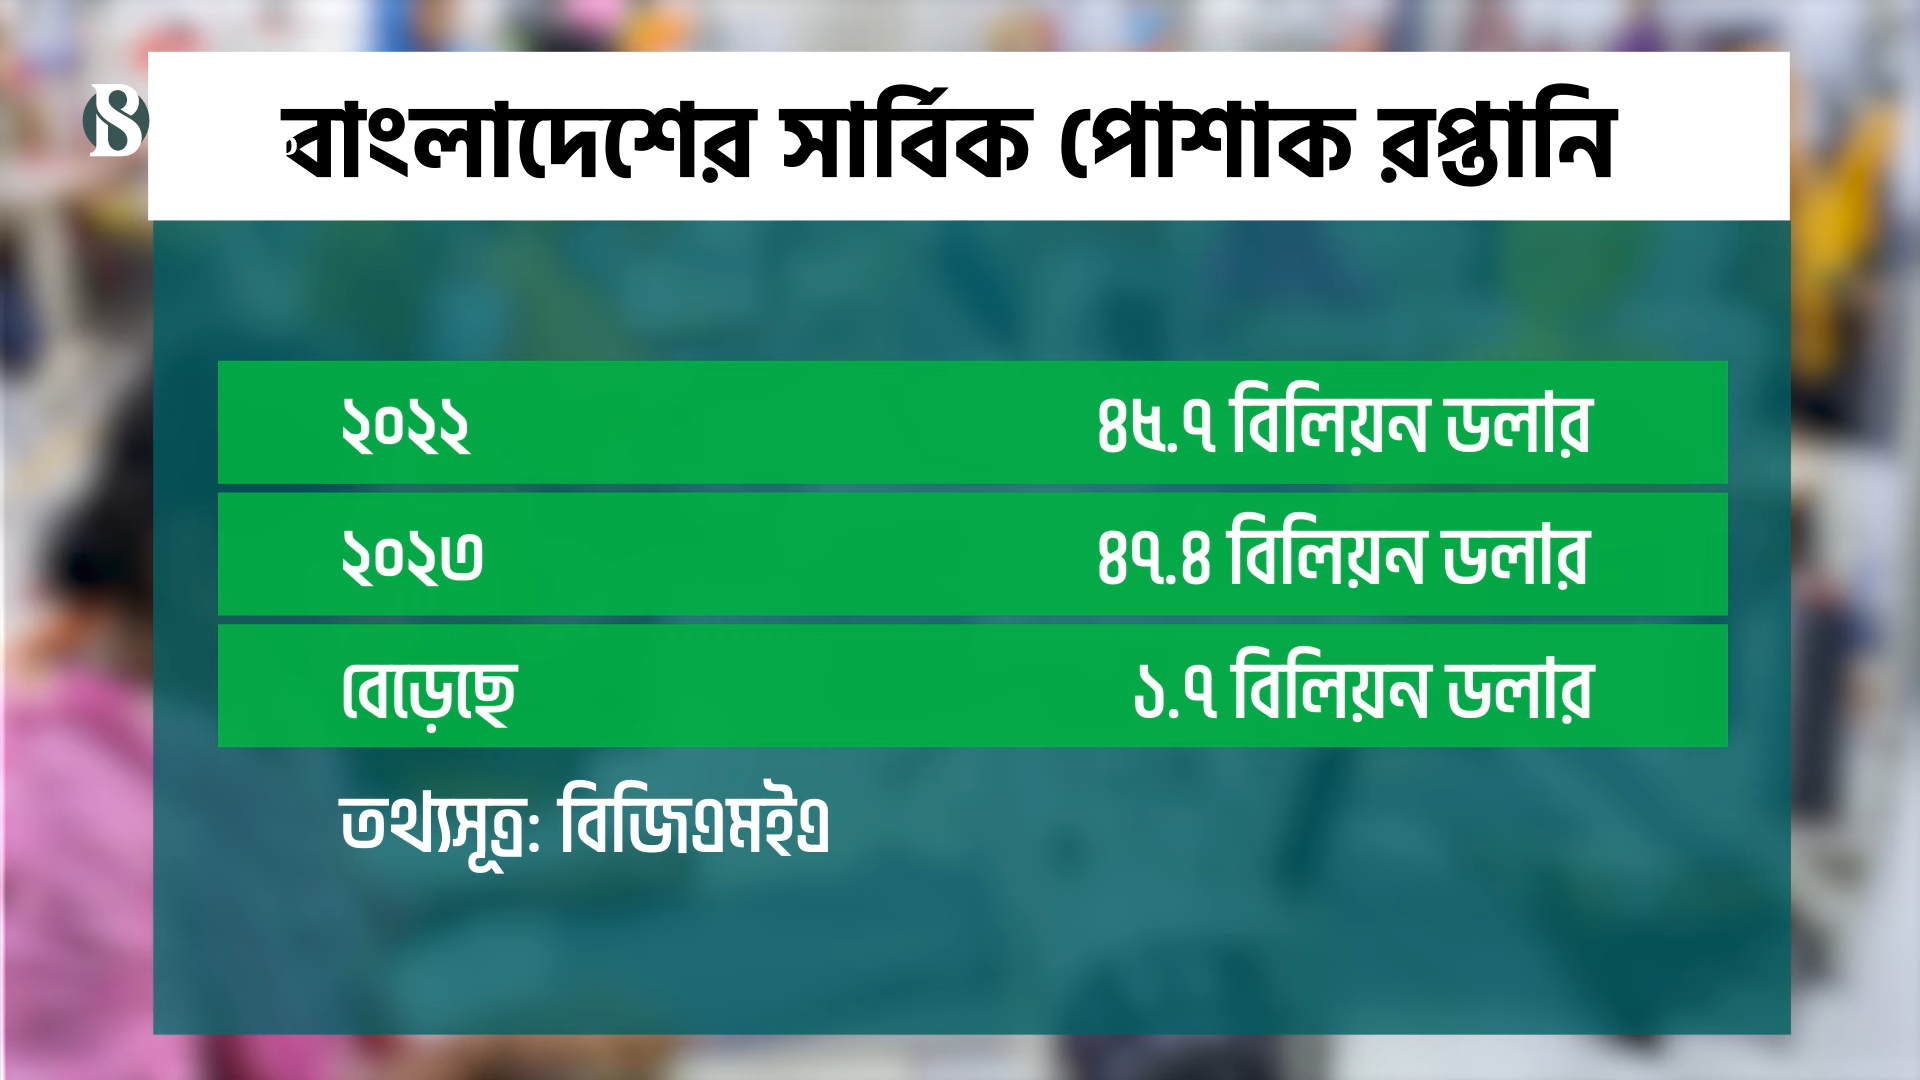 বাংলাদেশের সার্বিক পোশাক রপ্তানি
২০২২ ৪৫.৭ বিলিয়ন ডলার
২০২৩ ৪৭.৪ বিলিয়ন ডলার
বেড়েছে ১.৭ বিলিয়ন ডলার
তথ্যসূত্র: বিজিএমইএ